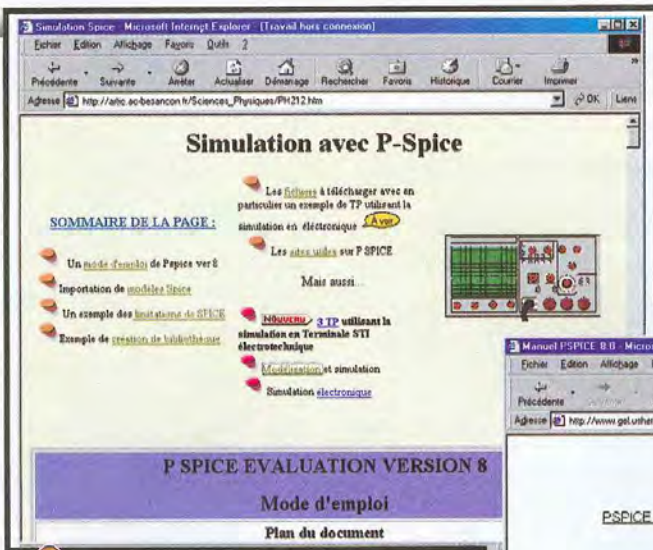 Simulation Spice - Microsoft Internet Explorer - [Travail hors connexion]
Fichier Edition Affichage Favoris Outils ?
Précédente Suivante Arrêter Actualiser Démarrage Rechercher Favoris Historique Courrier Imprimer
Adresse http://artic.ac-besancon.fr/Sciences_Physiques/PH212.htm OK Liens
Simulation avec P-Spice
SOMMAIRE DE LA PAGE :
Un mode d'emploi de Pspice ver 8
Importation de modèles Spice
Un exemple des limitations de SPICE
Exemple de création de bibliothèque
Les fichiers à télécharger avec en
particulier un exemple de TP utilisant la
simulation en électronique A voir
Les sites utiles sur P SPICE
Mais aussi...
NOUVEAU 3 TP utilisant la
simulation en Terminale STI
électrotechnique
Modélisation et simulation
Simulation électronique
P SPICE EVALUATION VERSION 8
Mode d'emploi
Plan du document
Manuel PSPICE 8.0 - Micros
Fichier Edition Affichage
Précédente
Adresse http://www.gel.usher
PSPICE